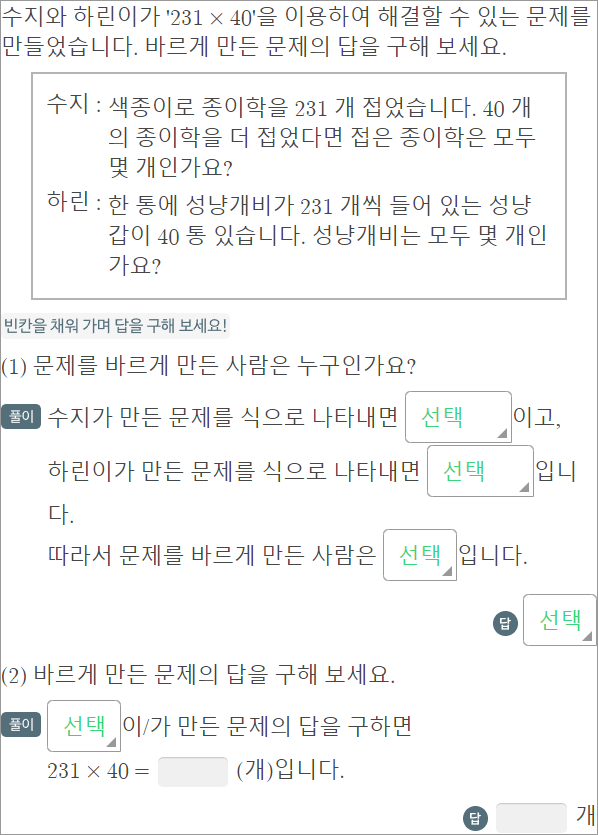 수지와 하린이가 '231 × 40'을 이용하여 해결할 수 있는 문제를
만들었습니다. 바르게 만든 문제의 답을 구해 보세요.
수지 : 색종이로 종이학을 231 개 접었습니다. 40 개
의 종이학을 더 접었다면 접은 종이학은 모두
몇 개인가요?
하린 : 한 통에 성냥개비가 231 개씩 들어 있는 성냥
갑이 40 통 있습니다. 성냥개비는 모두 몇 개인
가요?
빈칸을 채워 가며 답을 구해 보세요!
(1) 문제를 바르게 만든 사람은 누구인가요?
풀이 수지가 만든 문제를 식으로 나타내면 선택 이고,
하린이가 만든 문제를 식으로 나타내면 선택 입니
다.
따라서 문제를 바르게 만든 사람은 선택 입니다.
답 선택
(2) 바르게 만든 문제의 답을 구해 보세요.
풀이 선택 이/가 만든 문제의 답을 구하면
231 × 40 = (개)입니다.
답 개